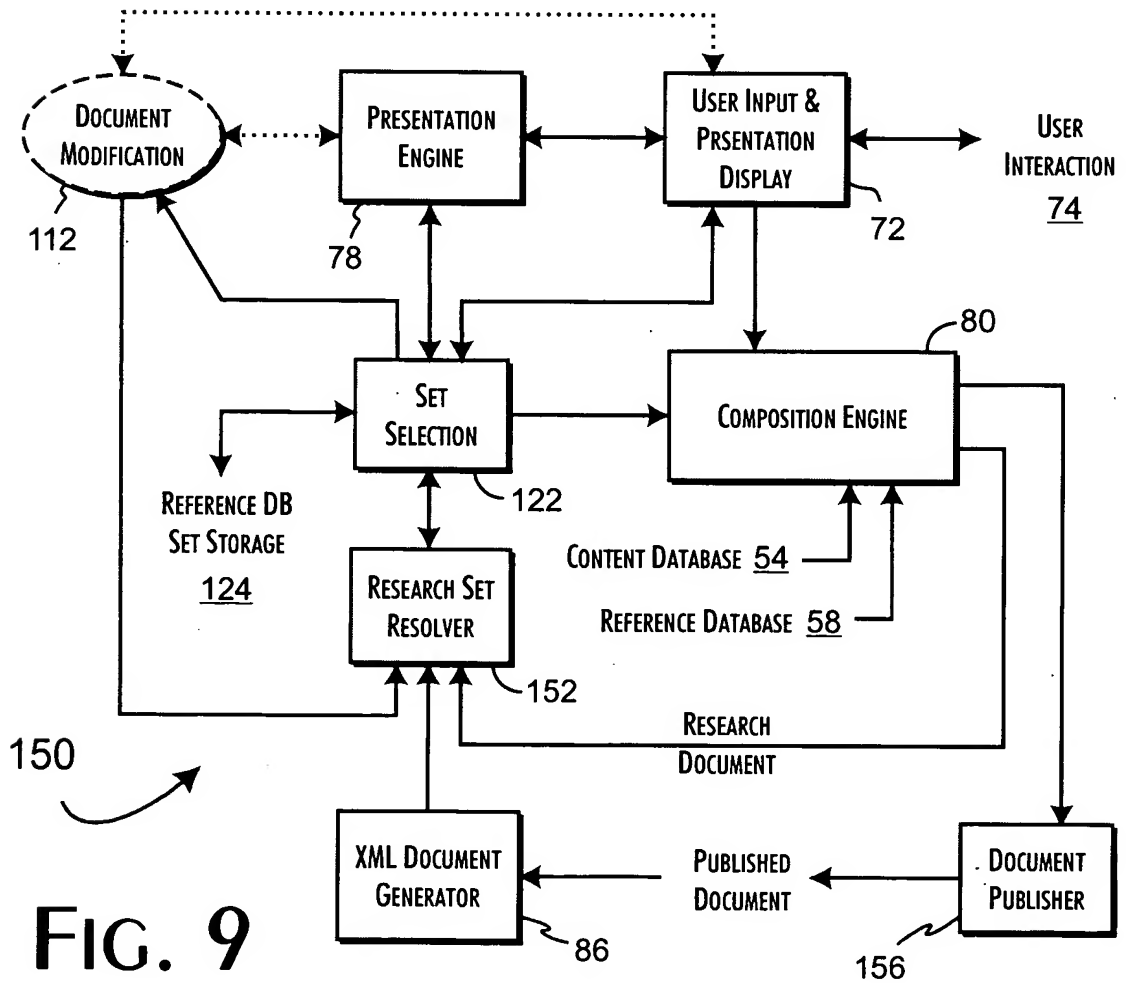 DOCUMENT
MODIFICATION
112
PRESENTATION
ENGINE
78
USER INPUT &
PRSENTATION
DISPLAY
72
USER
INTERACTION
74
80
SET
SELECTION
122
COMPOSITION ENGINE
REFERENCE DB
SET STORAGE
124
CONTENT DATABASE 54
REFERENCE DATABASE 58
RESEARCH SET
RESOLVER
152
RESEARCH
DOCUMENT
150
XML DOCUMENT
GENERATOR
86
PUBLISHED
DOCUMENT
DOCUMENT
PUBLISHER
156
FIG. 9